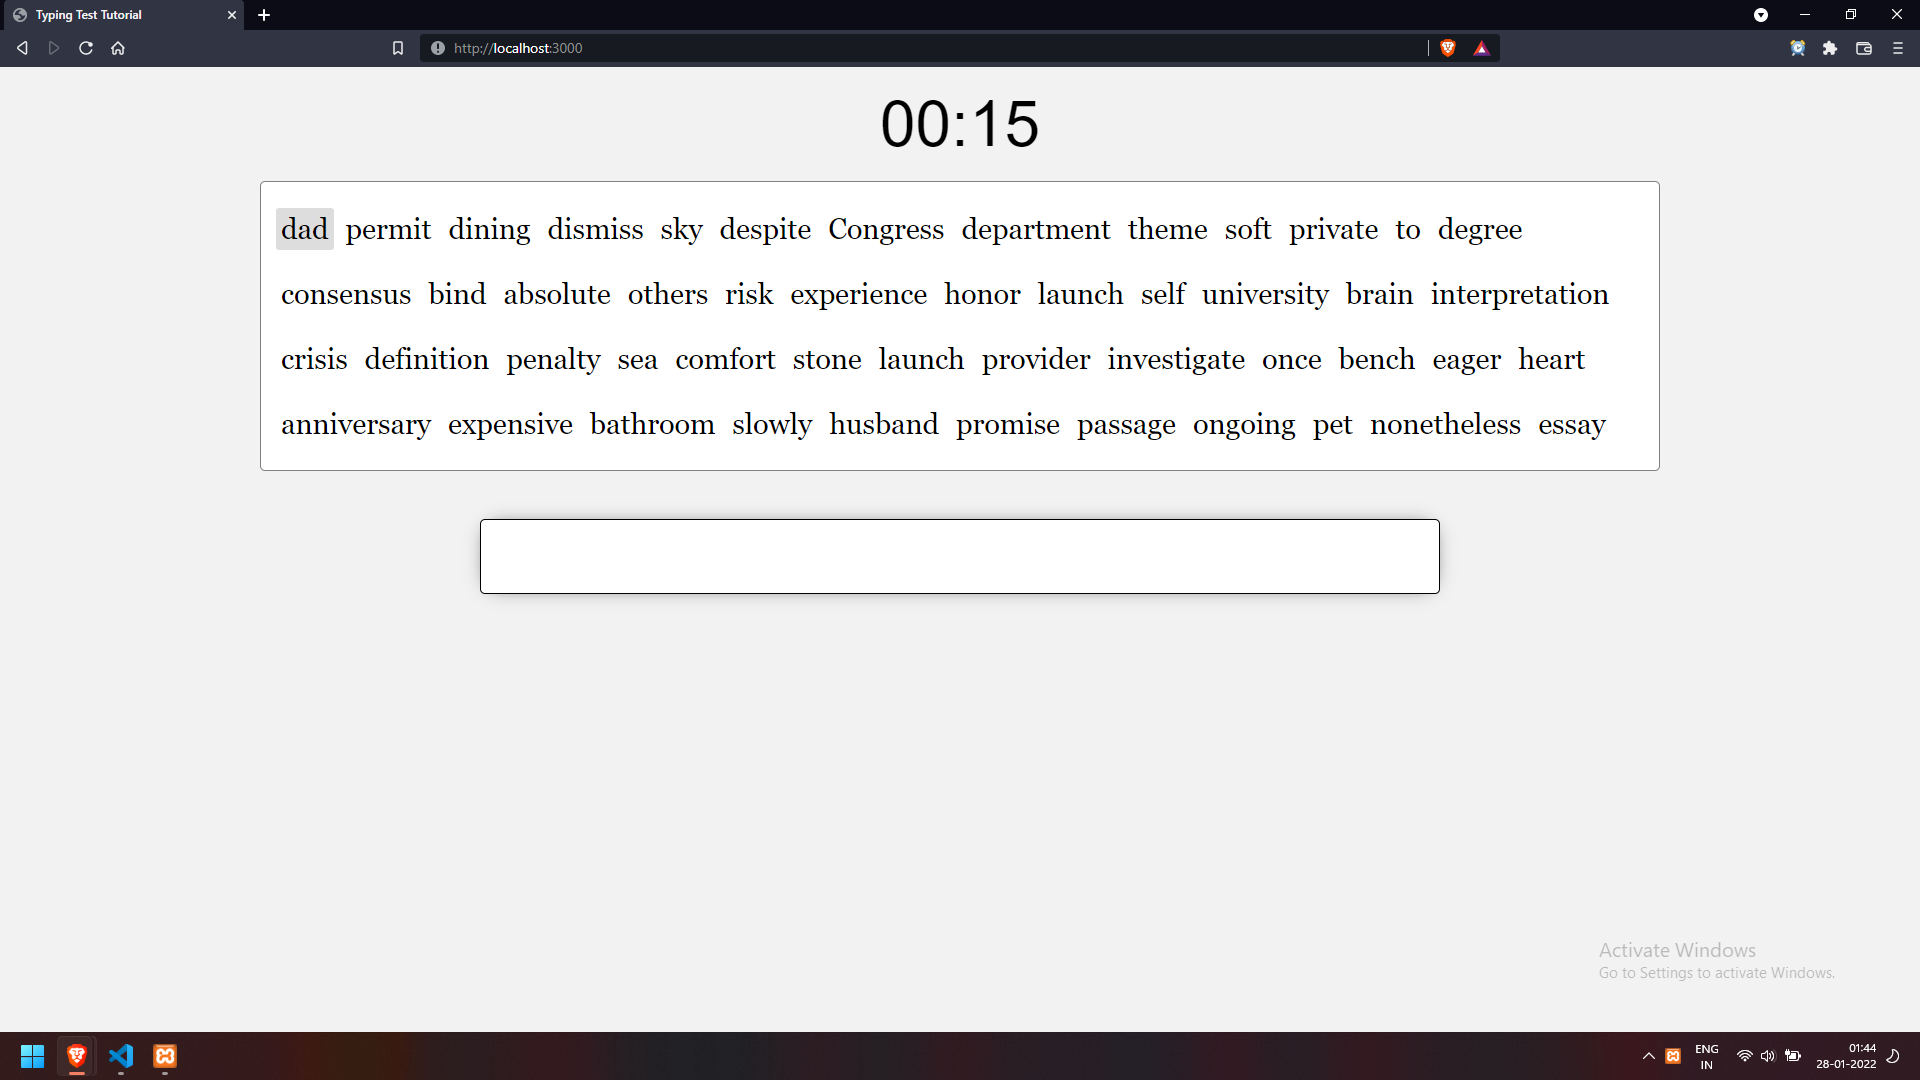 Typing Test Tutorial
http://localhost:3000
00:15
dad permit dining dismiss sky despite Congress department theme soft private to degree
consensus bind absolute others risk experience honor launch self university brain interpretation
crisis definition penalty sea comfort stone launch provider investigate once bench eager heart
anniversary expensive bathroom slowly husband promise passage ongoing pet nonetheless essay
Activate Windows
Go to Settings to activate Windows.
ENG
IN
01:44
28-01-2022